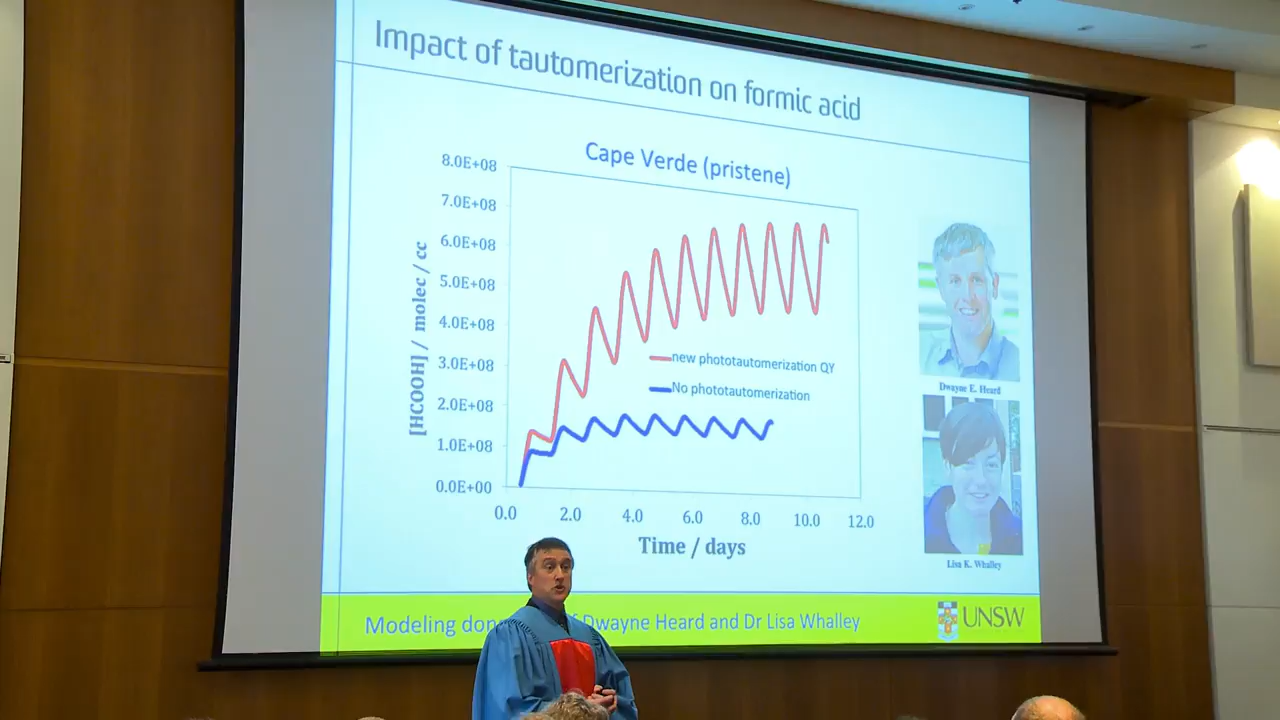 Impact of tautomerization on formic acid
Cape Verde (pristene)
8.0E+08
7.0E+08
6.0E+08
5.0E+08
4.0E+08
3.0E+08
2.0E+08
1.0E+08
0.0E+00
[HCOOH] / molec / cc
new phototautomerization QY
No phototautomerization
0.0 2.0 4.0 6.0 8.0 10.0 12.0
Time / days
Dwayne E. Heard
Lisa K. Whalley
Modeling Dwayne Heard and Dr Lisa Whalley
UNSW